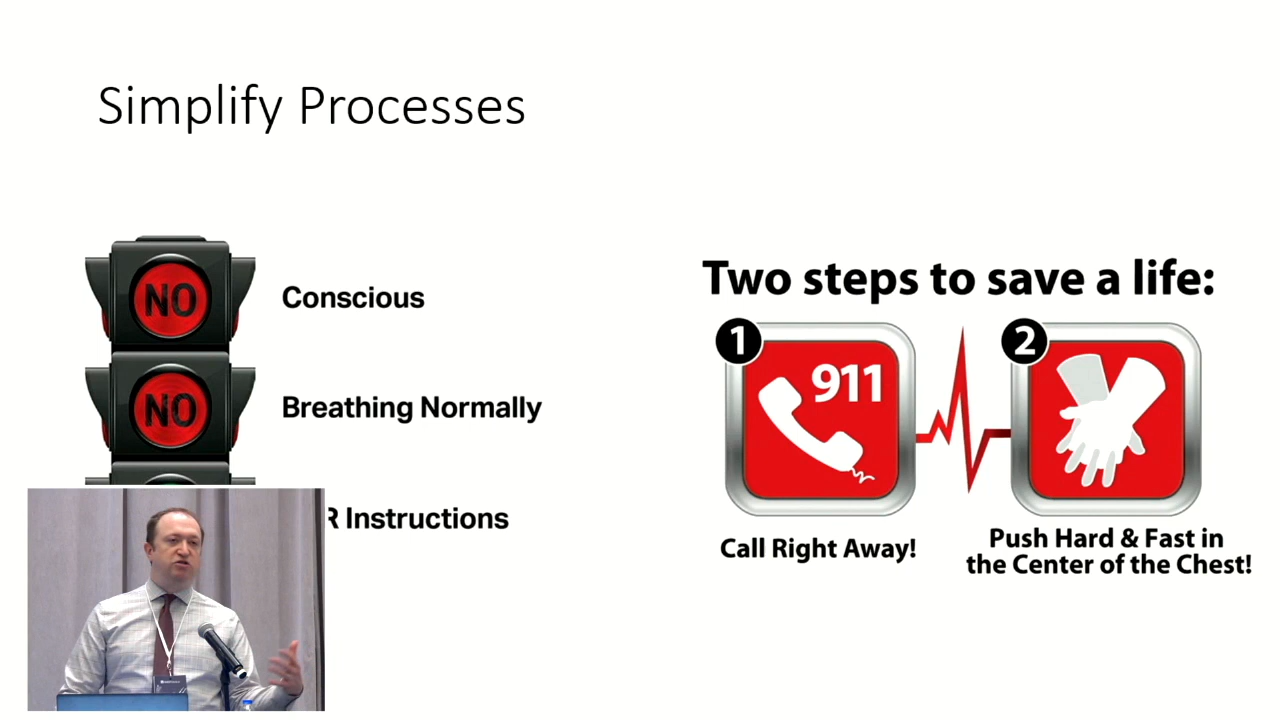 Simplify Processes
NO
Conscious
NO
Breathing Normally
R Instructions
Two steps to save a life:
1
911
2
Call Right Away!
Push Hard & Fast in
the Center of the Chest!